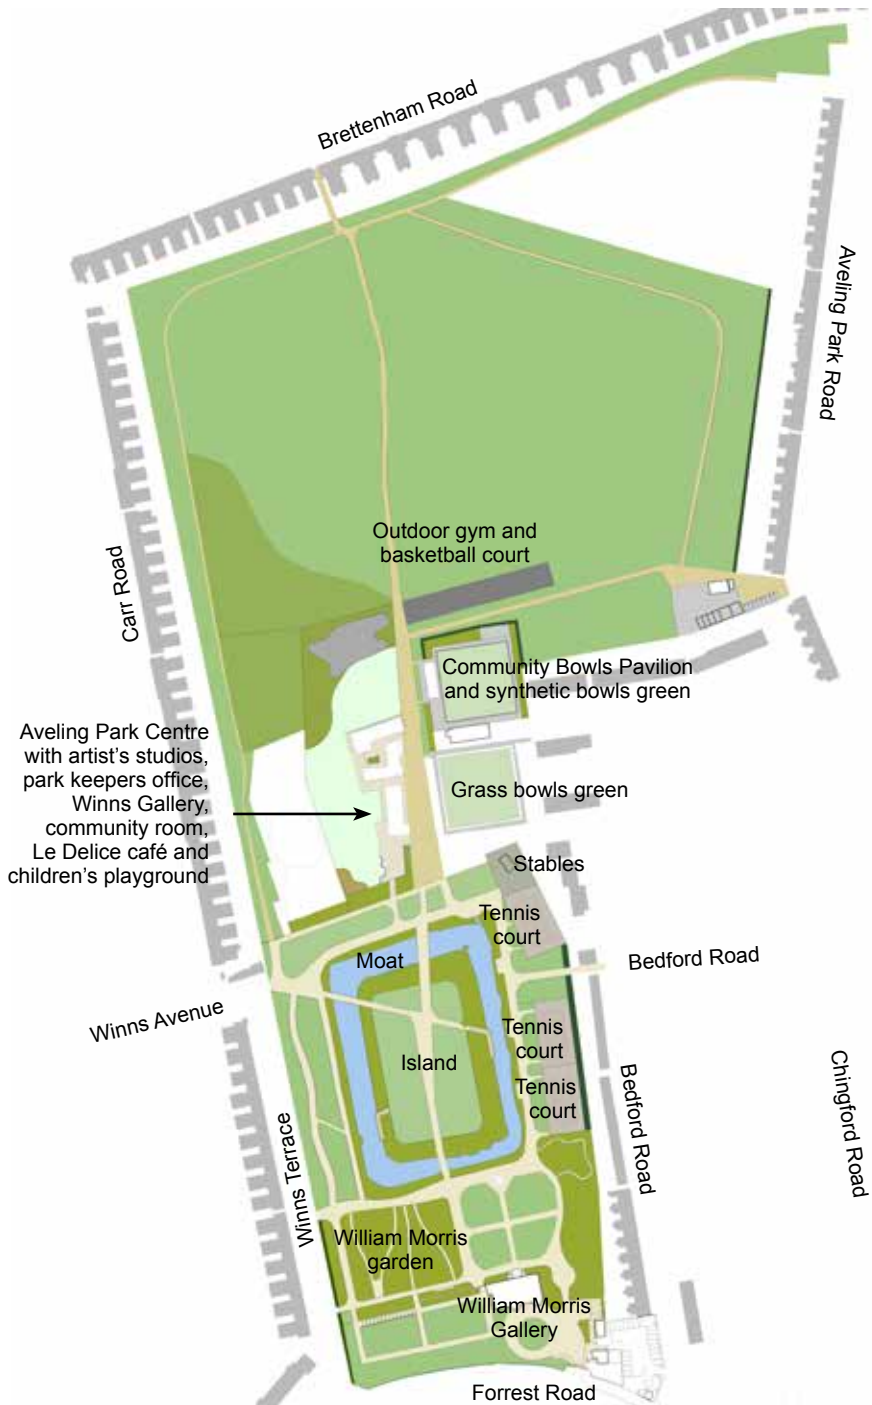 Brettenham Road
Aveling Park Road
Outdoor gym and
basketball court
Carr Road
Community Bowls Pavilion
and synthetic bowls green
Aveling Park Centre
with artist’s studios,
park keepers office,
Winns Gallery,
community room,
Le Delice café and
children’s playground
Grass bowls green
Stables
Tennis
court
Moat
Bedford Road
Winns Avenue
Tennis
court
Island
Tennis
court
Bedford Road
Chingford Road
Winns Terrace
William Morris
garden
William Morris
Gallery
Forrest Road